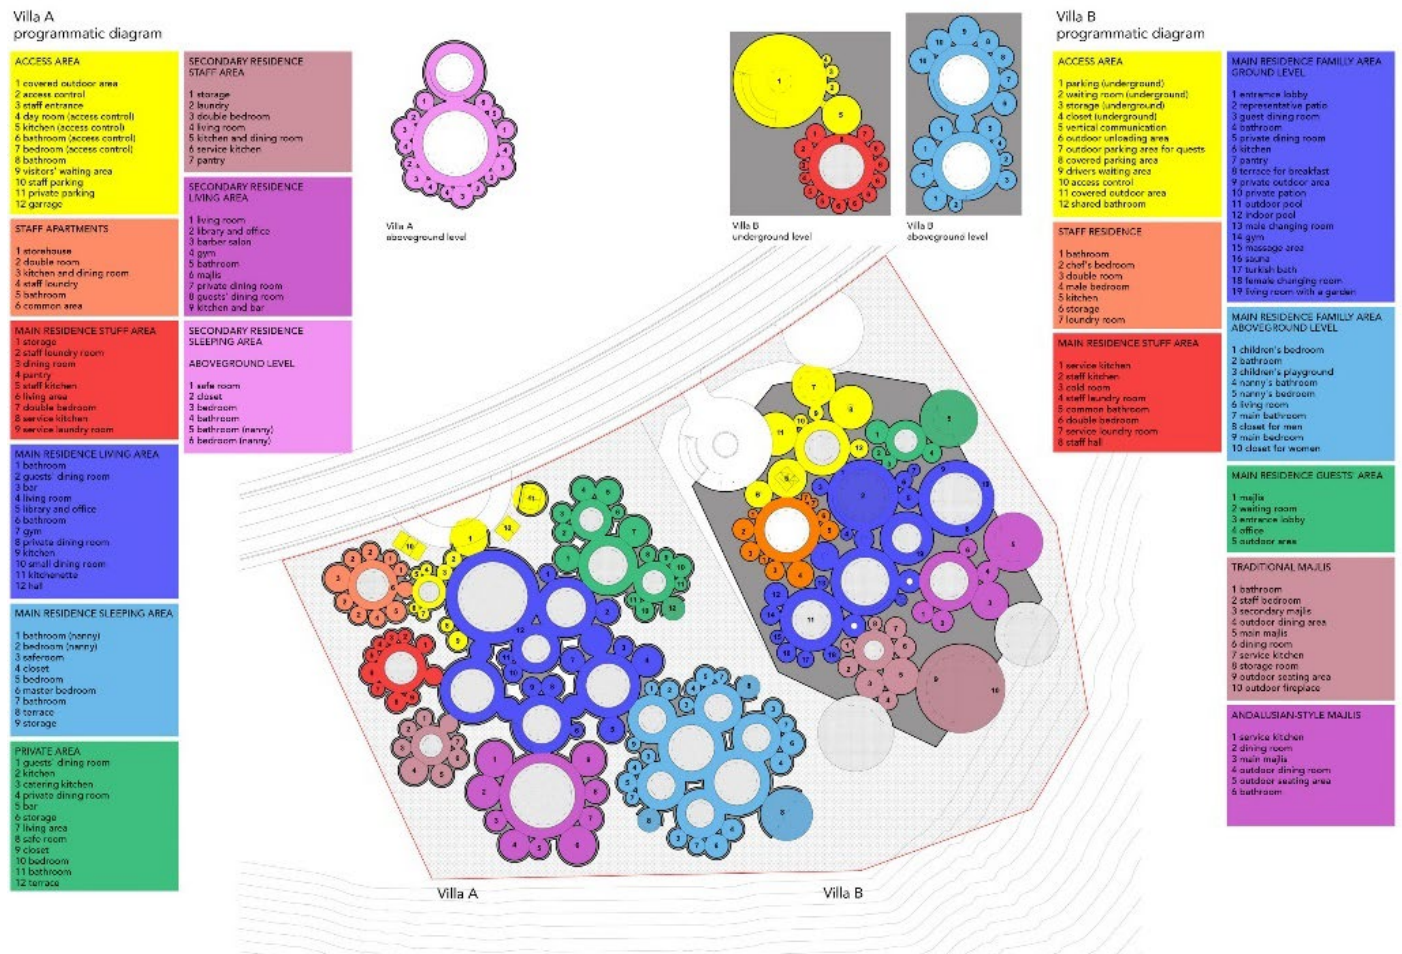 Villa A
programmatic diagram
ACCESS AREA
1 covered outdoor area
2 access control
3 staff entrance
4 day room (access control)
5 kitchen (access control)
6 bathroom (access control)
7 bedroom (access control)
8 bathroom
9 visitors' waiting area
10 staff parking
11 private parking
12 garrage
STAFF APARTMENTS
1 storehouse
2 double room
3 kitchen and dining room
4 staff loundry
5 bathroom
6 common area
MAIN RESIDENCE STUFF AREA
1 storage
2 staff loundry room
3 dining room
4 pantry
5 staff kitchen
6 living area
7 double bedroom
8 service kitchen
9 service laundry room
MAIN RESIDENCE LIVING AREA
1 bathroom
2 guests' dining room
3 bar
4 living room
5 library and office
6 bathroom
7 gym
8 private dining room
9 kitchen
10 small dining room
11 kitchenette
12 hall
MAIN RESIDENCE SLEEPING AREA
1 bathroom (nanny)
2 bedroom (nanny)
3 saferoom
4 closet
5 bedroom
6 master bedroom
7 bathroom
8 terrace
9 storage
PRIVATE AREA
1 guests' dining room
2 kitchen
3 catering kitchen
4 private dining room
5 bar
6 storage
7 living area
8 safe room
9 closet
10 bedroom
11 bathroom
12 terrace
SECONDARY RESIDENCE
STAFF AREA
1 storage
2 laundry
3 double bedroom
4 living room
5 kitchen and dining room
6 service kitchen
7 pantry
SECONDARY RESIDENCE
LIVING AREA
1 living room
2 library and office
3 barber salon
4 gym
5 bathroom
6 majlis
7 private dining room
8 guests' dining room
9 kitchen and bar
SECONDARY RESIDENCE
SLEEPING AREA
ABOVEGROUND LEVEL
1 safe room
2 closet
3 bedroom
4 bathroom
5 bathroom (nanny)
6 bedroom (nanny)
Villa A
aboveground level
Villa B
underground level
Villa B
aboveground level
Villa A
Villa B
Villa B
programmatic diagram
ACCESS AREA
1 parking (underground)
2 waiting room (underground)
3 storage (underground)
4 closet (underground)
5 vertical communication
6 outdoor unloading area
7 outdoor parking area for quests
8 covered parking area
9 drivers waiting area
10 access control
11 covered outdoor area
12 shared bathroom
STAFF RESIDENCE
1 bathroom
2 chef's bedroom
3 double room
4 male bedroom
5 kitchen
6 storage
7 loundry room
MAIN RESIDENCE STUFF AREA
1 service kitchen
2 staff kitchen
3 cold room
4 staff laundry room
5 common bathroom
6 double bedroom
7 service loundry room
8 staff hall
MAIN RESIDENCE FAMILLY AREA
GROUND LEVEL
1 entrance lobby
2 representative patio
3 guest dining room
4 bathroom
5 private dining room
6 kitchen
7 pantry
8 terrace for breakfast
9 private outdoor area
10 private pation
11 outdoor pool
12 indoor pool
13 male changing room
14 gym
15 massage area
16 sauna
17 turkish bath
18 female changing room
19 living room with a garden
MAIN RESIDENCE FAMILLY AREA
ABOVEGROUND LEVEL
1 children's bedroom
2 bathroom
3 children's playground
4 nanny's bathroom
5 nanny's bedroom
6 living room
7 main bathroom
8 closet for men
9 main bedroom
10 closet for women
MAIN RESIDENCE GUESTS' AREA
1 majlis
2 waiting room
3 entrance lobby
4 office
5 outdoor area
TRADITIONAL MAJLIS
1 bathroom
2 staff bedroom
3 secondary majlis
4 outdoor dining area
5 main majlis
6 dining room
7 service kitchen
8 storage room
9 outdoor seating area
10 outdoor fireplace
ANDALUSIAN-STYLE MAJLIS
1 service kitchen
2 dining room
3 main majlis
4 outdoor dining room
5 outdoor seating area
6 bathroom